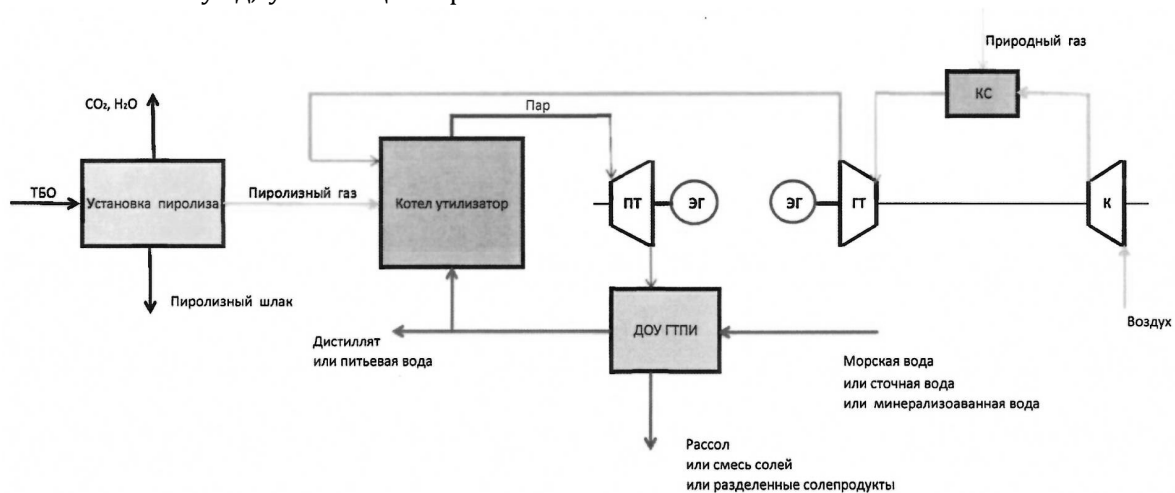 Природный газ
КС
CO₂, H₂O
Пар
ТБО
Установка пиролиза
Пиролизный газ
Котел утилизатор
ПТ
ЭГ
ЭГ
ГТ
К
Пиролизный шлак
ДОУ ГТПИ
Воздух
Дистиллят
или питьевая вода
Морская вода
или сточная вода
или минерализоаванная вода
Рассол
или смесь солей
или разделенные солепродукты